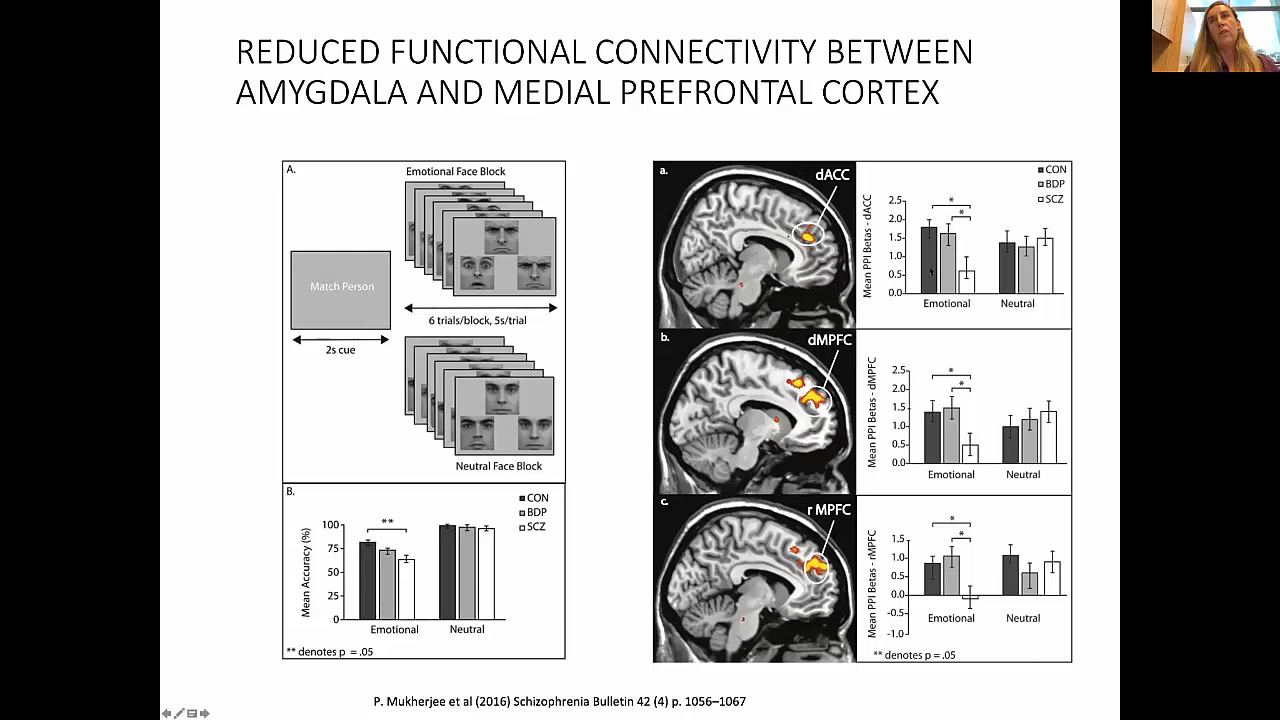 REDUCED FUNCTIONAL CONNECTIVITY BETWEEN
AMYGDALA AND MEDIAL PREFRONTAL CORTEX
A.
Emotional Face Block
Match Person
6 trials/block, 5s/trial
2s cue
Neutral Face Block
B.
CON
BDP
SCZ
**
Mean Accuracy (%)
100
75
50
25
0
Emotional
Neutral
** denotes p = .05
a.
dACC
CON
BDP
SCZ
Mean PPI Betas - dACC
2.5
2.0
1.5
1.0
0.5
0.0
*
*
Emotional
Neutral
b.
dMPFC
Mean PPI Betas - dMPFC
2.5
2.0
1.5
1.0
0.5
0.0
*
*
Emotional
Neutral
c.
r MPFC
Mean PPI Betas - rMPFC
1.5
1.0
0.5
0.0
-0.5
-1.0
*
*
Emotional
Neutral
** denotes p = .05
P. Mukherjee et al (2016) Schizophrenia Bulletin 42 (4) p. 1056–1067